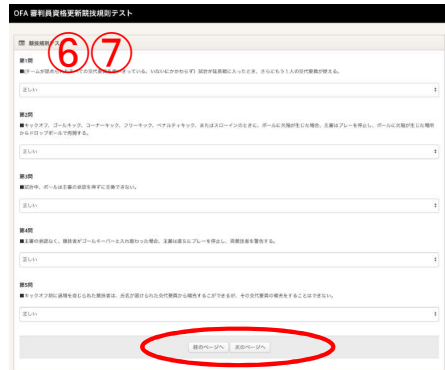 OFA 審判員資格更新競技規則テスト
競技規則テス
⑥⑦
第1問
■(チームが認め ての交代要員を使いきっている、いないにかかわらず) 試合が延長戦に入ったとき、さらにもう1人の交代要員が使える。
正しい
第2問
■キックオフ、ゴールキック、コーナーキック、フリーキック、ペナルティキック、またはスローインのときに、ボールに欠陥が生じた場合、主審はプレーを停止し、ボールに欠陥が生じた場所
からドロップボールで再開する。
正しい
第3問
■試合中、ボールは主審の承認を得ずに交換できない。
正しい
第4問
■主審の承認なく、競技者がゴールキーパーと入れ替わった場合、主審は直ちにプレーを停止し、両競技者を警告する。
正しい
第5問
■キックオフ前に退場を命じられた競技者は、氏名が届けられた交代要員から補充することができるが、その交代要員の補充をすることはできない。
正しい
前のページへ 次のページへ